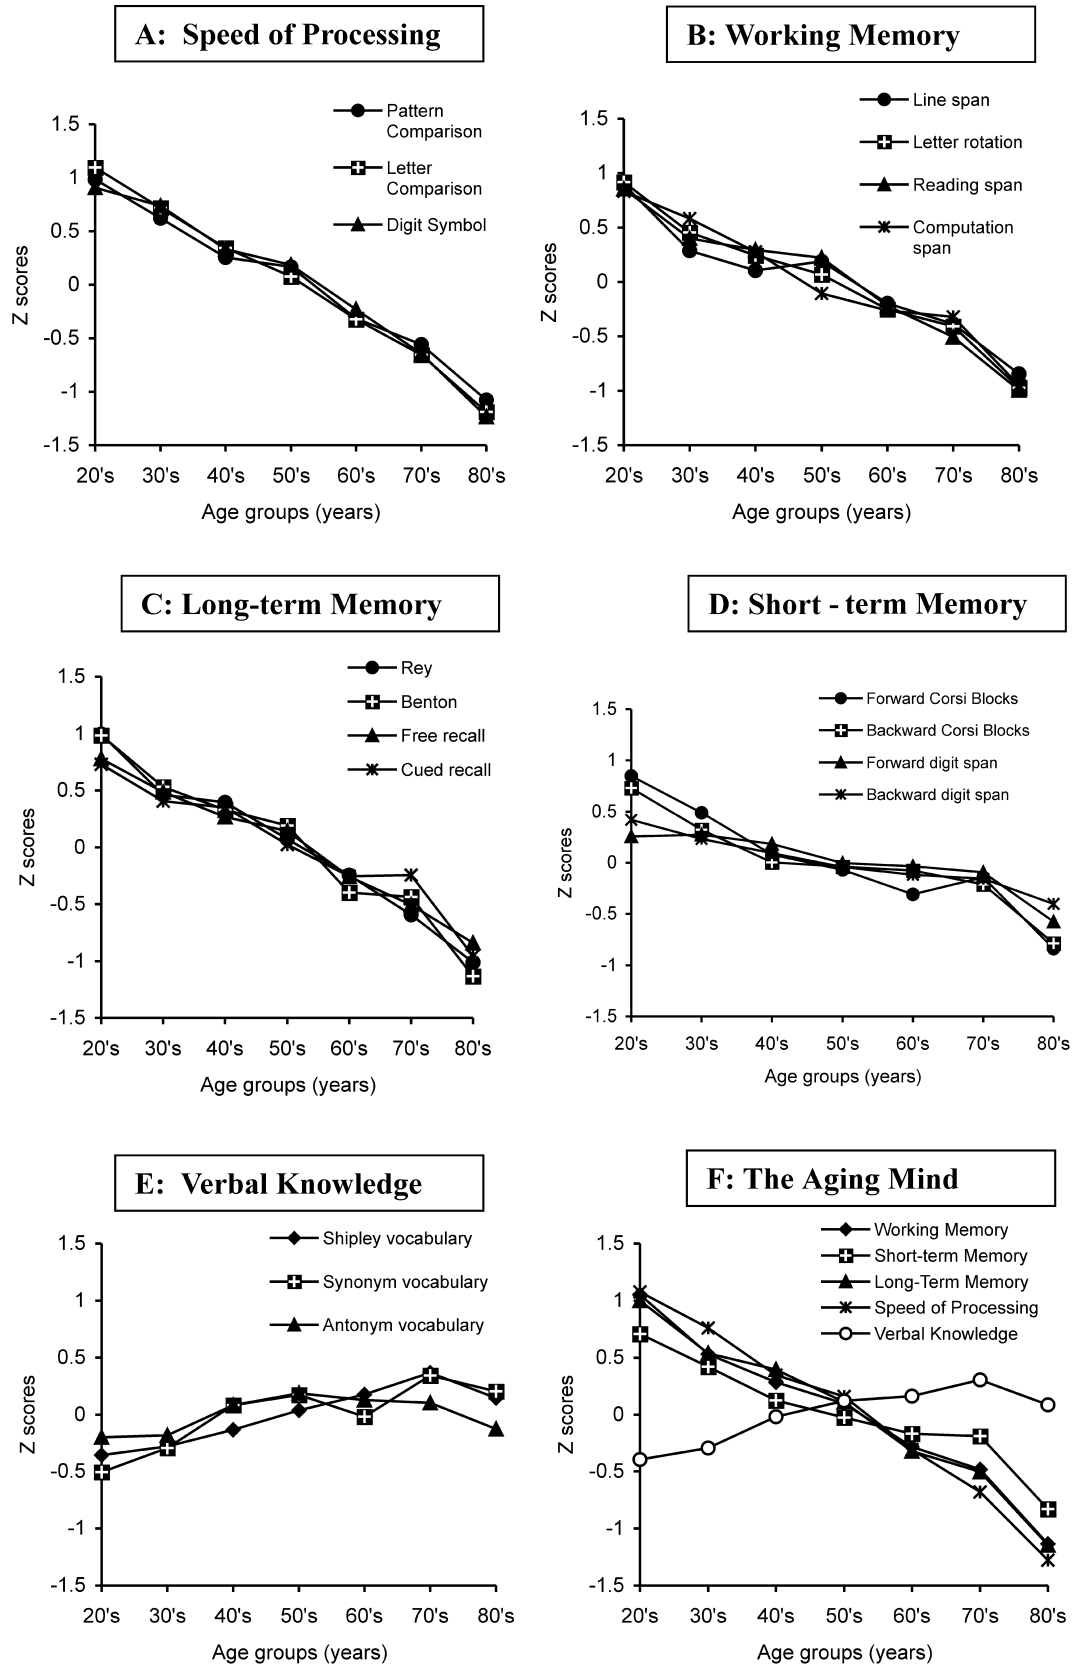 A: Speed of Processing
Pattern
Comparison
Letter
Comparison
Digit Symbol
1.5
1
0.5
0
-0.5
-1
-1.5
Z scores
20's 30's 40's 50's 60's 70's 80's
Age groups (years)
B: Working Memory
Line span
Letter rotation
Reading span
Computation
span
1.5
1
0.5
0
-0.5
-1
-1.5
Z scores
20's 30's 40's 50's 60's 70's 80's
Age groups (years)
C: Long-term Memory
Rey
Benton
Free recall
Cued recall
1.5
1
0.5
0
-0.5
-1
-1.5
Z scores
20's 30's 40's 50's 60's 70's 80's
Age groups (years)
D: Short - term Memory
Forward Corsi Blocks
Backward Corsi Blocks
Forward digit span
Backward digit span
1.5
1
0.5
0
-0.5
-1
-1.5
Z scores
20's 30's 40's 50's 60's 70's 80's
Age groups (years)
E: Verbal Knowledge
Shipley vocabulary
Synonym vocabulary
Antonym vocabulary
1.5
1
0.5
0
-0.5
-1
-1.5
Z scores
20's 30's 40's 50's 60's 70's 80's
Age groups (years)
F: The Aging Mind
Working Memory
Short-term Memory
Long-Term Memory
Speed of Processing
Verbal Knowledge
1.5
1
0.5
0
-0.5
-1
-1.5
Z scores
20's 30's 40's 50's 60's 70's 80's
Age groups (years)